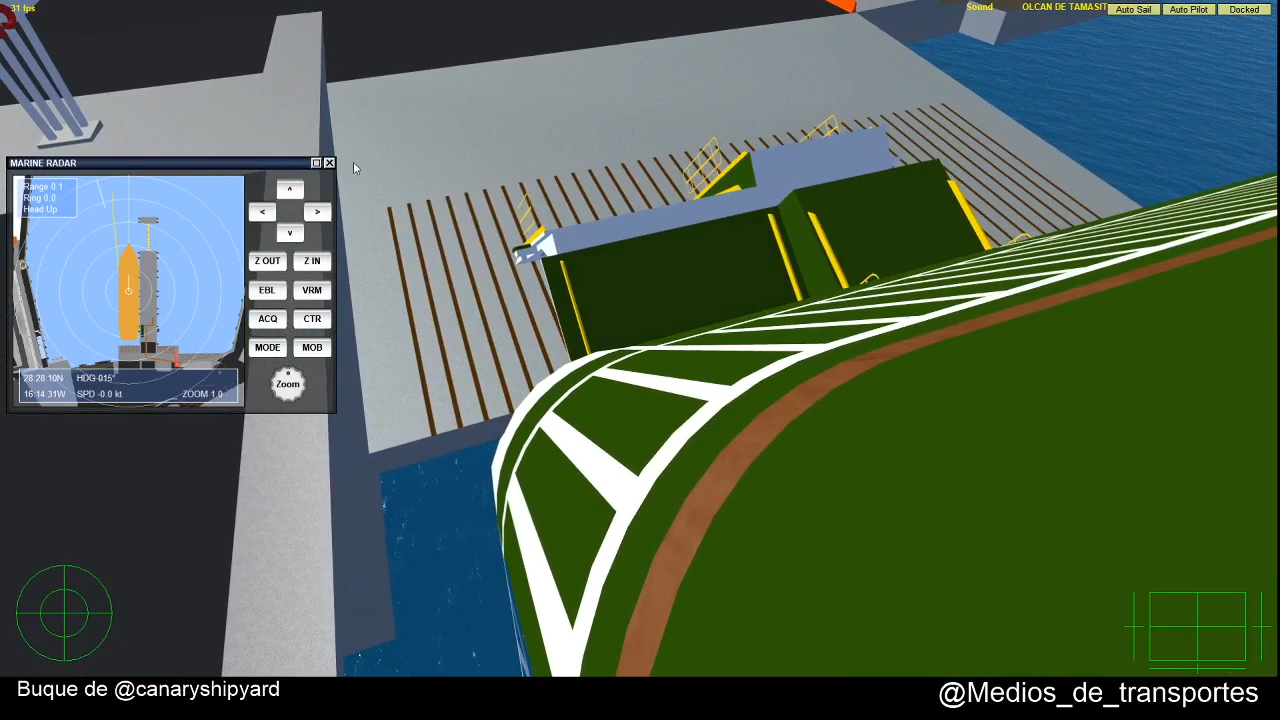 31 fps
Sound
OLCAN DE TAMASIT
Auto Sail
Auto Pilot
Docked
MARINE RADAR
Range 0.1
Ring 0.0
Head Up
^
<
>
v
Z OUT
Z IN
EBL
VRM
ACQ
CTR
MODE
MOB
28:28:10N HDG 015°
16:14:31W SPD -0.0 kt ZOOM 1.0
Zoom
Buque de @canaryshipyard
@Medios_de_transportes